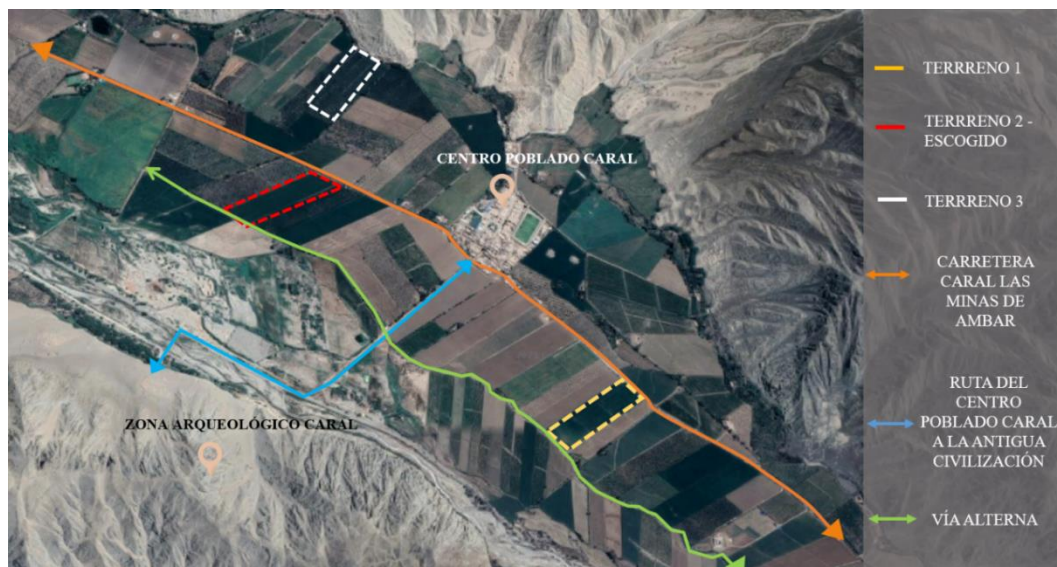 CENTRO POBLADO CARAL
ZONA ARQUEOLÓGICO CARAL
TERRRENO 1
TERRRENO 2 -
ESCOGIDO
TERRRENO 3
CARRETERA
CARAL LAS
MINAS DE
AMBAR
RUTA DEL
CENTRO
POBLADO CARAL
A LA ANTIGUA
CIVILIZACIÓN
VÍA ALTERNA